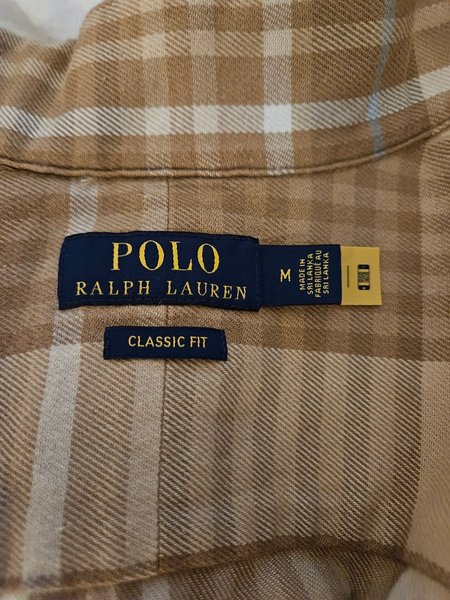 POLO
RALPH LAUREN
M
MADE IN
SRI LANKA
FABRIQUÉ AU
SRI LANKA
CLASSIC FIT